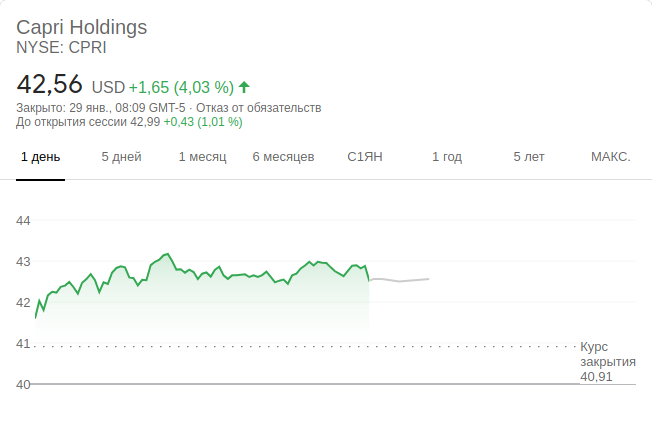 Capri Holdings
NYSE: CPRI
42,56 USD +1,65 (4,03 %)
Закрыто: 29 янв., 08:09 GMT-5 · Отказ от обязательств
До открытия сессии 42,99 +0,43 (1,01 %)
1 день 5 дней 1 месяц 6 месяцев С1ЯН 1 год 5 лет МАКС.
44
43
42
41
Курс
закрытия
40,91
40